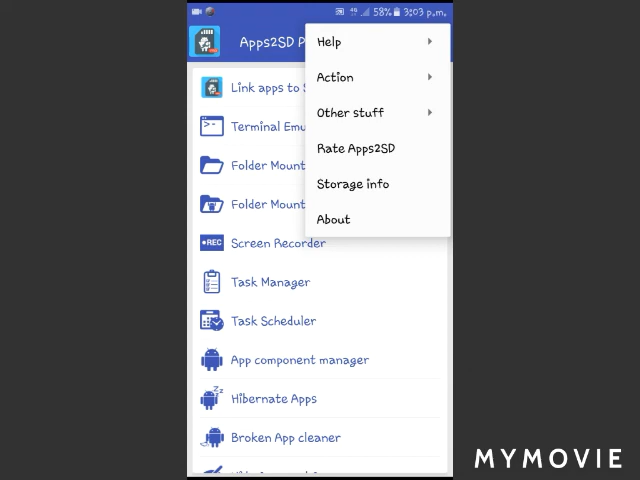 4G 58% 3:03 p.m.
Apps2SD P
Help
Action
Other stuff
Rate Apps2SD
Storage info
About
Link apps to S
Terminal Emu
Folder Mount
Folder Mount
Screen Recorder
•REC
Task Manager
Task Scheduler
App component manager
Hibernate Apps
Broken App cleaner
MYMOVIE